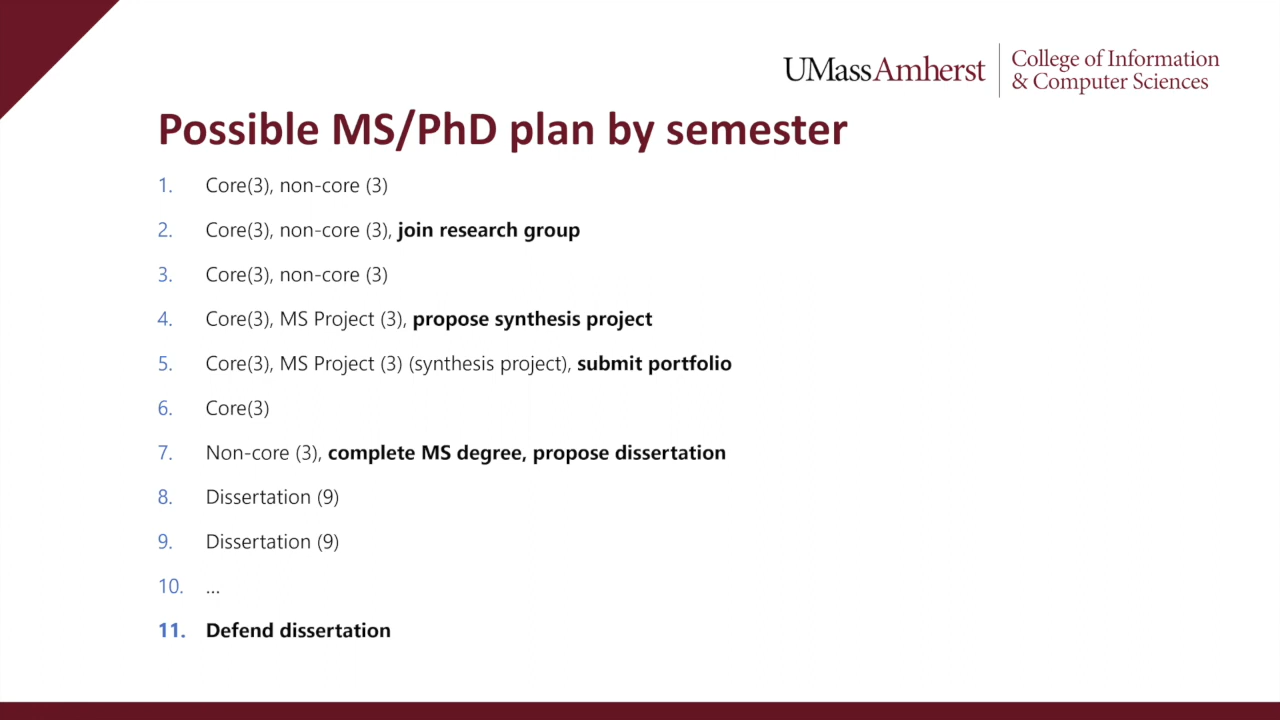 UMassAmherst
College of Information
& Computer Sciences
Possible MS/PhD plan by semester
1. Core(3), non-core (3)
2. Core(3), non-core (3), join research group
3. Core(3), non-core (3)
4. Core(3), MS Project (3), propose synthesis project
5. Core(3), MS Project (3) (synthesis project), submit portfolio
6. Core(3)
7. Non-core (3), complete MS degree, propose dissertation
8. Dissertation (9)
9. Dissertation (9)
10. ...
11. Defend dissertation